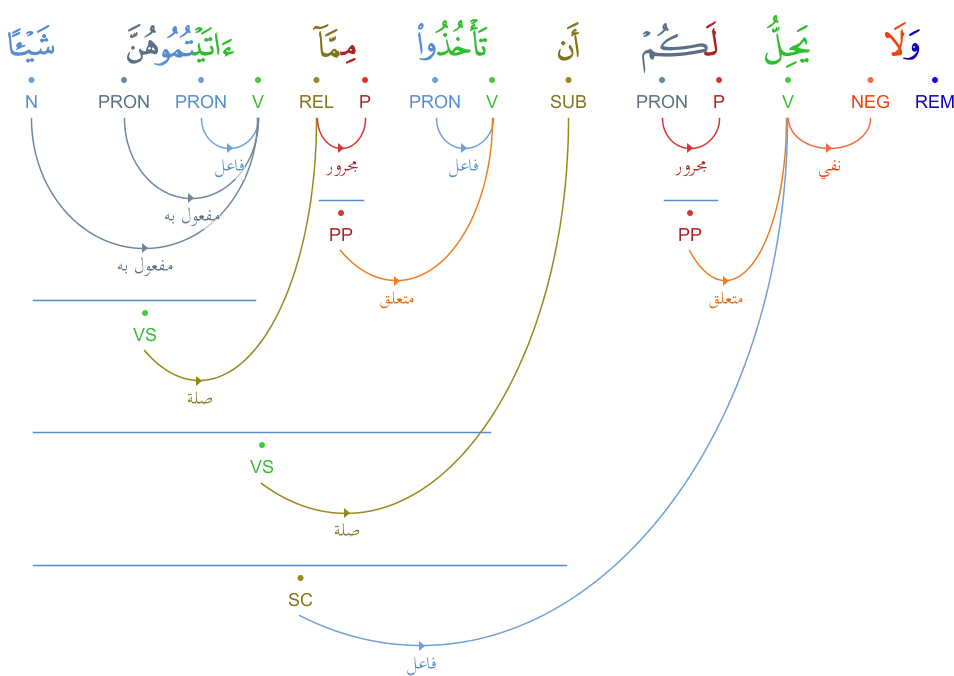 وَلَا يَحِلُّ لَكُمْ أَن تَأْخُذُوا۟ مِمَّآ ءَاتَيْتُمُوهُنَّ شَيْـًٔا
REM NEG V PRON P SUB V PRON P REL V PRON PRON N
نفي مجرور فاعل مجرور فاعل
مفعول به
PP PP
مفعول به
متعلق متعلق
VS
صلة
VS
صلة
SC
فاعل